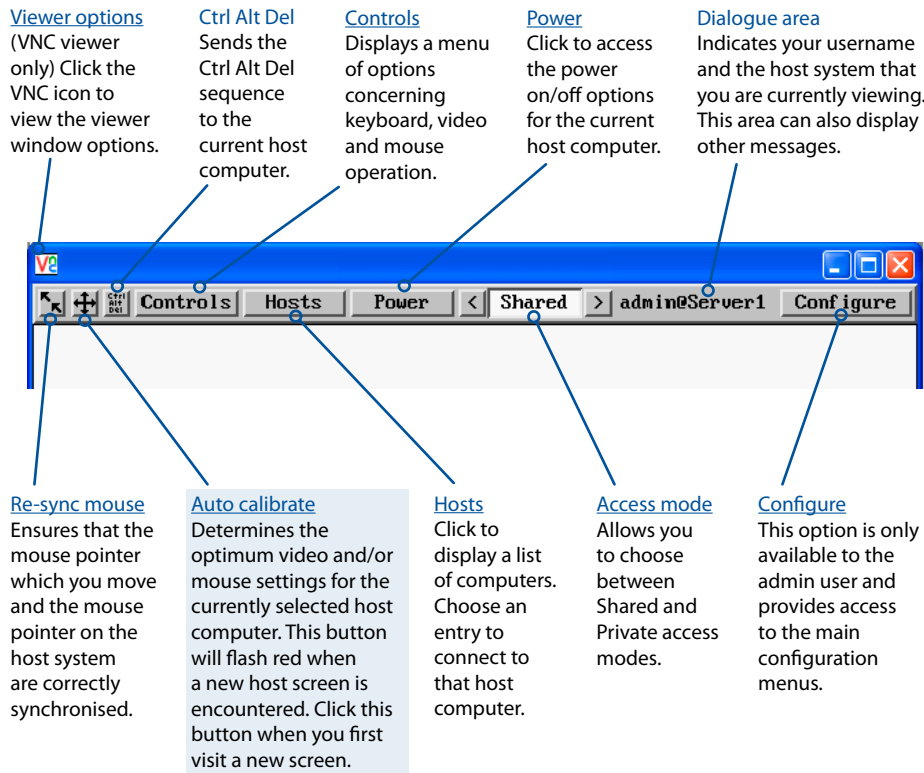 Viewer options
(VNC viewer
only) Click the
VNC icon to
view the viewer
window options.
Ctrl Alt Del
Sends the
Ctrl Alt Del
sequence
to the
current host
computer.
Controls
Displays a menu
of options
concerning
keyboard, video
and mouse
operation.
Power
Click to access
the power
on/off options
for the current
host computer.
Dialogue area
Indicates your username
and the host system that
you are currently viewing.
This area can also display
other messages.
V2
Ctrl
Alt
Del
Controls
Hosts
Power
<
Shared
>
admin@Server1
Configure
Re-sync mouse
Ensures that the
mouse pointer
which you move
and the mouse
pointer on the
host system
are correctly
synchronised.
Auto calibrate
Determines the
optimum video and/or
mouse settings for the
currently selected host
computer. This button
will flash red when
a new host screen is
encountered. Click this
button when you first
visit a new screen.
Hosts
Click to
display a list
of computers.
Choose an
entry to
connect to
that host
computer.
Access mode
Allows you
to choose
between
Shared and
Private access
modes.
Configure
This option is only
available to the
admin user and
provides access
to the main
configuration
menus.